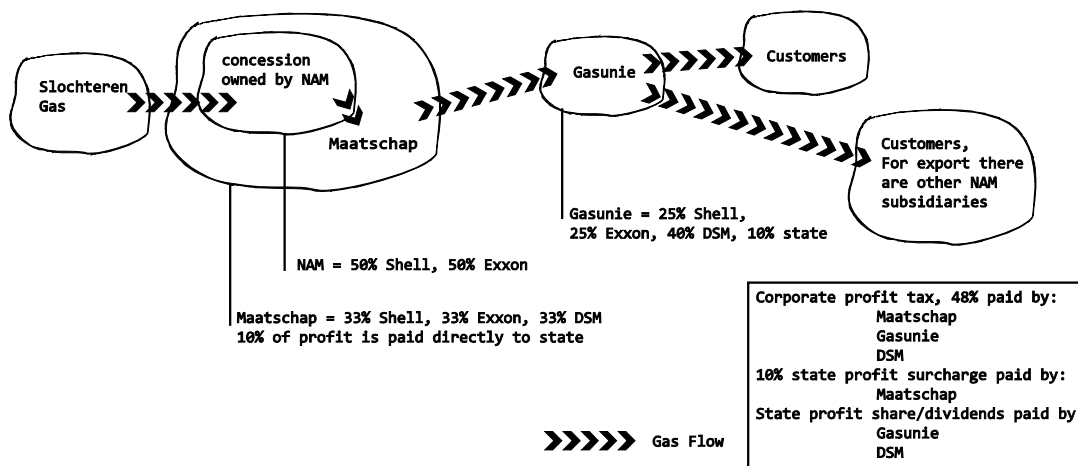 Slochteren
Gas
concession
owned by NAM
Maatschap
Gasunie
Customers
Customers,
For export there
are other NAM
subsidiaries
Gasunie = 25% Shell,
25% Exxon, 40% DSM, 10% state
NAM = 50% Shell, 50% Exxon
Maatschap = 33% Shell, 33% Exxon, 33% DSM
10% of profit is paid directly to state
Corporate profit tax, 48% paid by:
Maatschap
Gasunie
DSM
10% state profit surcharge paid by:
Maatschap
State profit share/dividends paid by
Gasunie
DSM
Gas Flow